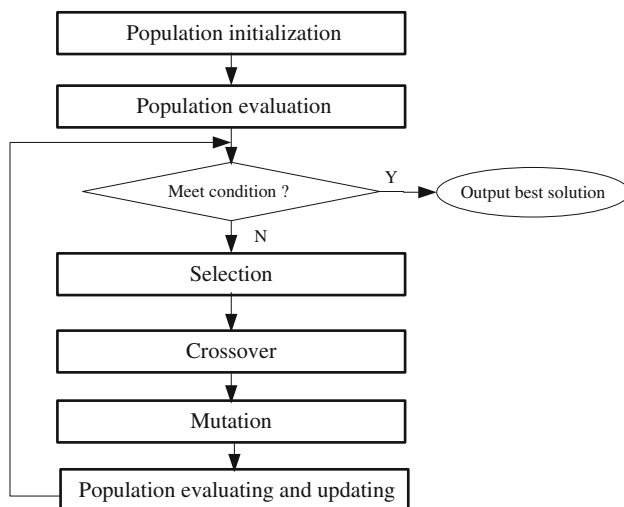 Population initialization
Population evaluation
Meet condition ?
Y
Output best solution
N
Selection
Crossover
Mutation
Population evaluating and updating